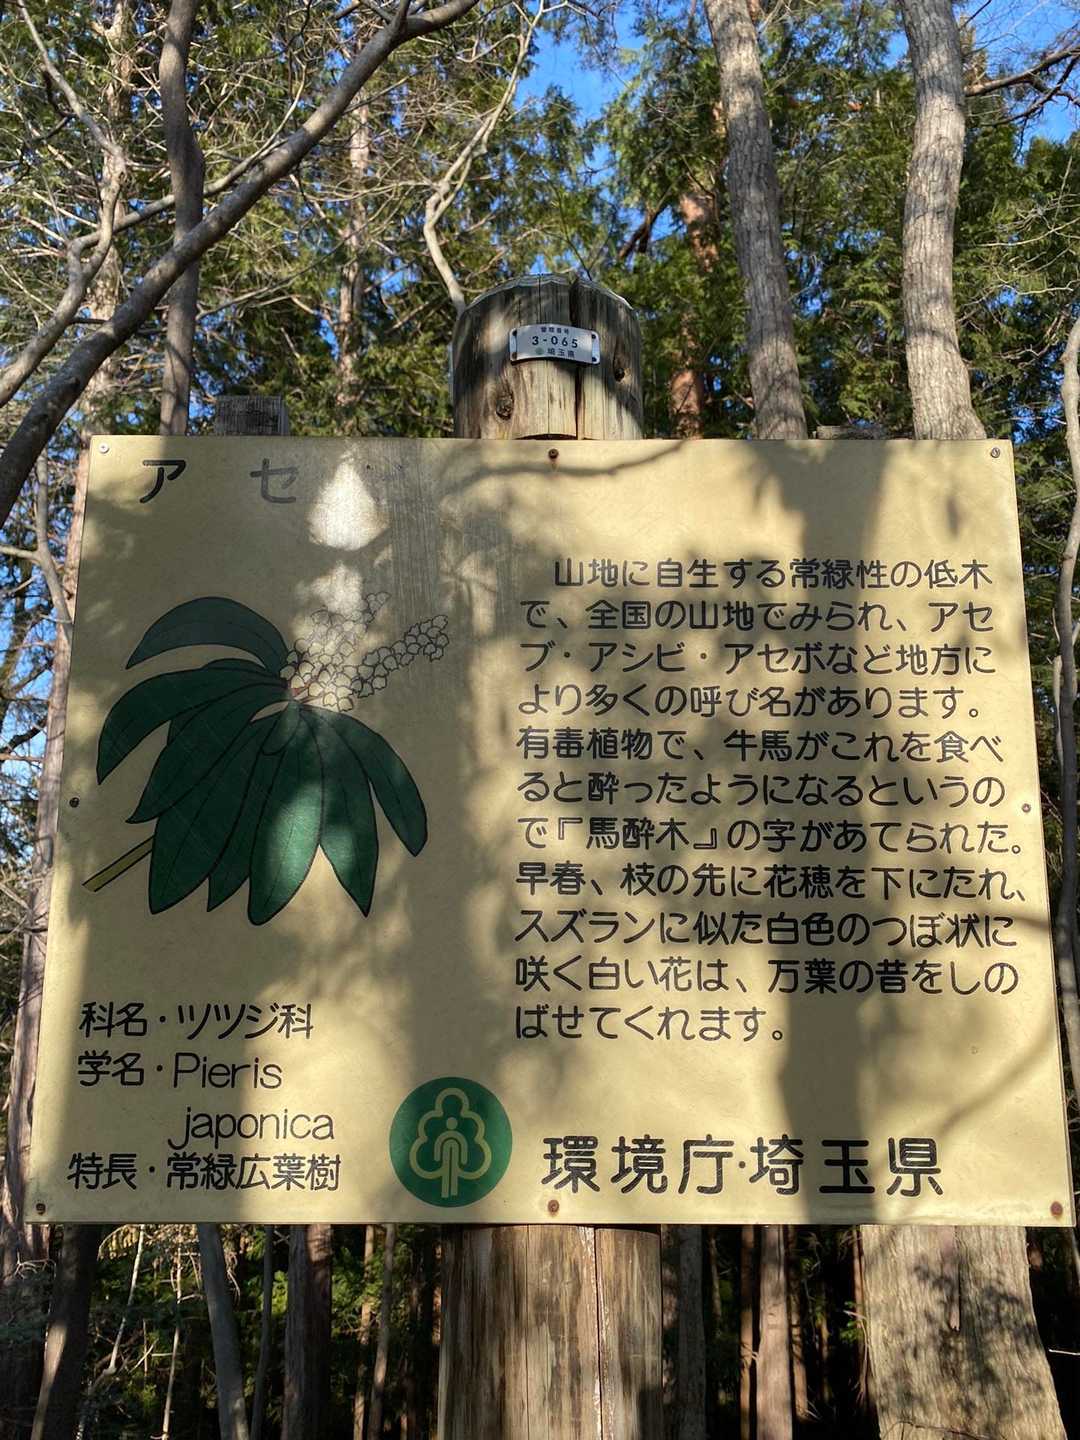 管理番号
3-065
埼玉県
アセ
山地に自生する常緑性の低木
で、全国の山地でみられ、アセ
ブ・アシビ・アセボなど地方に
より多くの呼び名があります。
有毒植物で、牛馬がこれを食べ
ると酔ったようになるというの
で『馬酔木』の字があてられた。
早春、枝の先に花穂を下にたれ、
スズランに似た白色のつぼ状に
咲く白い花は、万葉の昔をしの
ばせてくれます。
科名・ツツジ科
学名・Pieris
japonica
特長・常緑広葉樹
環境庁・埼玉県